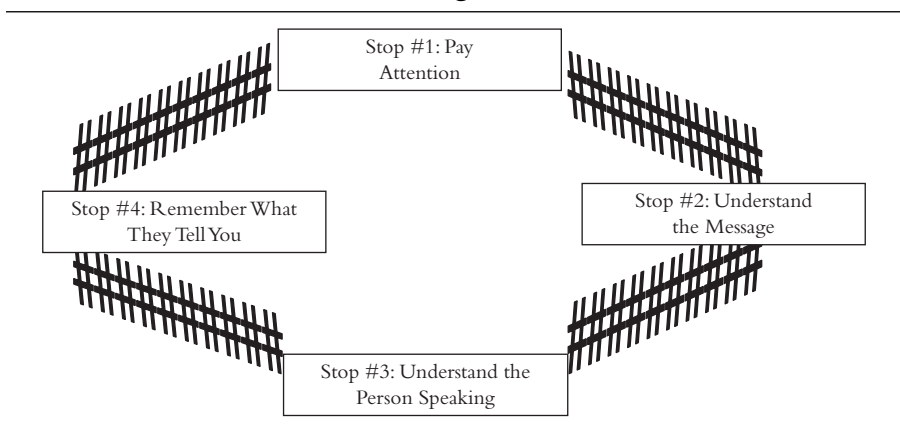 Stop #1: Pay
Attention
Stop #2: Understand
the Message
Stop #3: Understand the
Person Speaking
Stop #4: Remember What
They Tell You